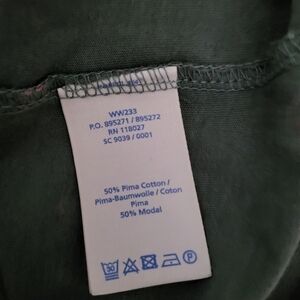 WW233
P.O. 895271 / 895272
RN 118027
SC 9039 / 0001
50% Pima Cotton /
Pima-Baumwolle / Coton
Pima
50% Modal